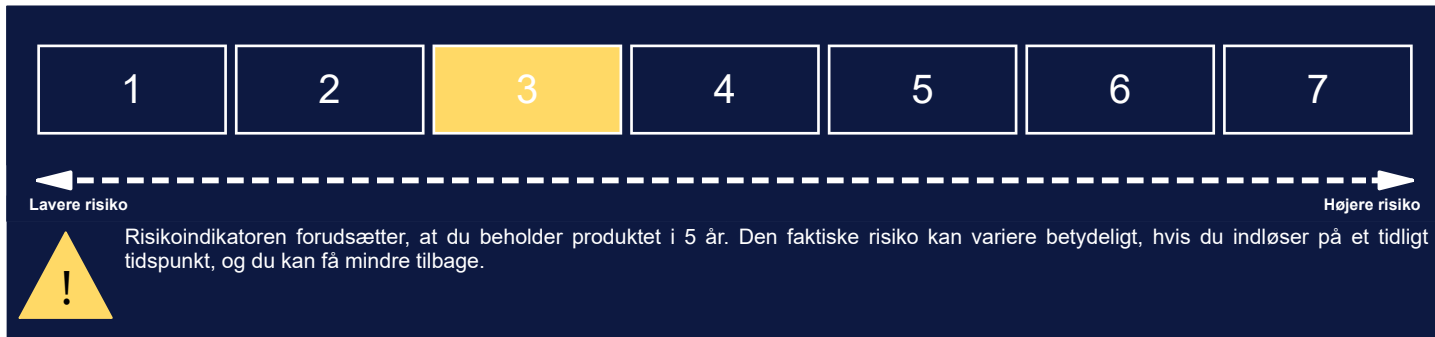 1 2 3 4 5 6 7
Lavere risiko Højere risiko
Risikoindikatoren forudsætter, at du beholder produktet i 5 år. Den faktiske risiko kan variere betydeligt, hvis du indløser på et tidligt
tidspunkt, og du kan få mindre tilbage.
!